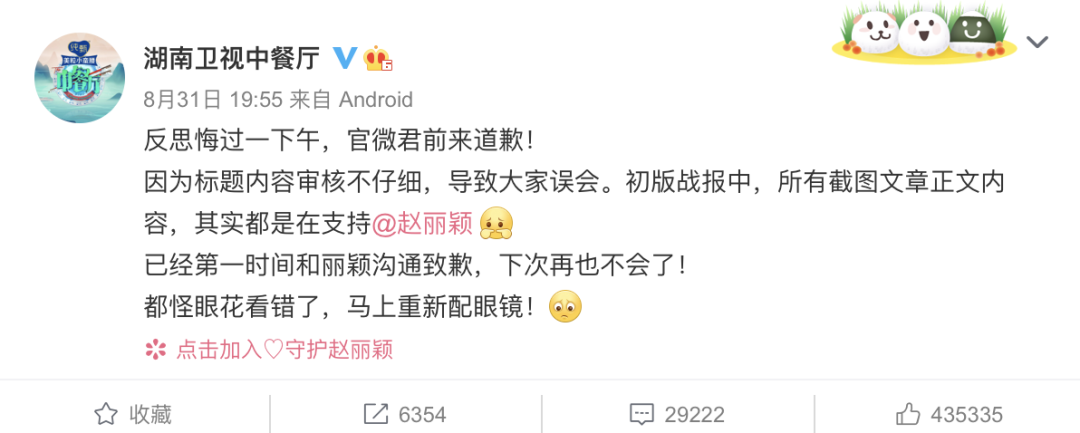 湖南卫视中餐厅
8月31日 19:55 来自 Android
反思悔过一下午，官微君前来道歉！
因为标题内容审核不仔细，导致大家误会。初版战报中，所有截图文章正文内
容，其实都是在支持@赵丽颖
已经第一时间和丽颖沟通致歉，下次再也不会了！
都怪眼花看错了，马上重新配眼镜！
点击加入♡守护赵丽颖
收藏
6354
29222
435335
中餐厅